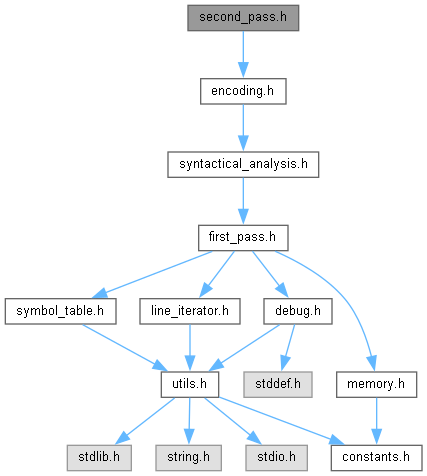 second_pass.h
encoding.h
syntactical_analysis.h
first_pass.h
symbol_table.h
line_iterator.h
debug.h
utils.h
stddef.h
memory.h
stdlib.h
string.h
stdio.h
constants.h